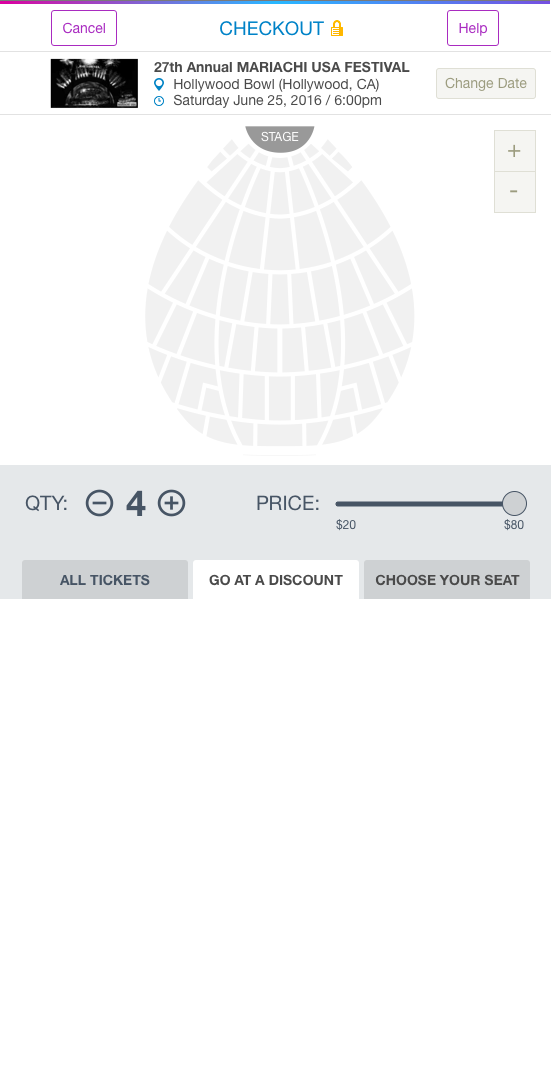 Cancel
CHECKOUT
Help
27th Annual MARIACHI USA FESTIVAL
Hollywood Bowl (Hollywood, CA)
Saturday June 25, 2016 / 6:00pm
Change Date
STAGE
+
-
QTY:
4
PRICE:
$20
$80
ALL TICKETS
GO AT A DISCOUNT
CHOOSE YOUR SEAT